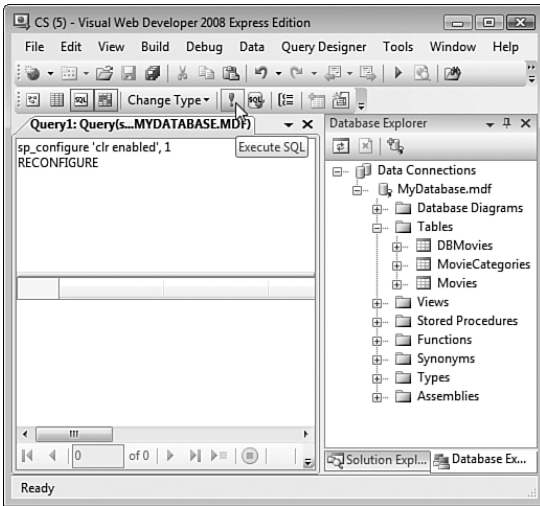 CS (5) - Visual Web Developer 2008 Express Edition
File Edit View Build Debug Data Query Designer Tools Window Help
SQL Change Type SQL
Query1: Query(s...MYDATABASE.MDF)
Execute SQL
sp_configure 'clr enabled', 1
RECONFIGURE
0 of 0
Database Explorer
Data Connections
MyDatabase.mdf
Database Diagrams
Tables
DBMovies
MovieCategories
Movies
Views
Stored Procedures
Functions
Synonyms
Types
Assemblies
Solution Expl... Database Ex...
Ready